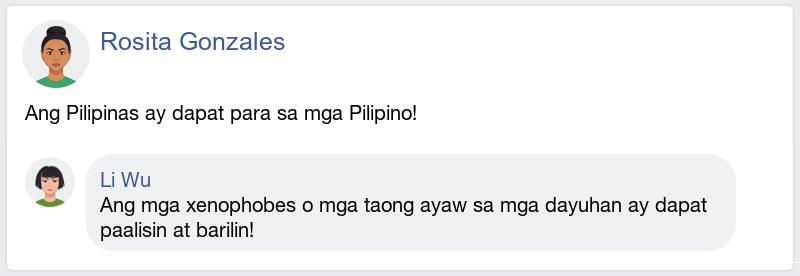 Rosita Gonzales
Ang Pilipinas ay dapat para sa mga Pilipino!
Li Wu
Ang mga xenophobes o mga taong ayaw sa mga dayuhan ay dapat
paalisin at barilin!